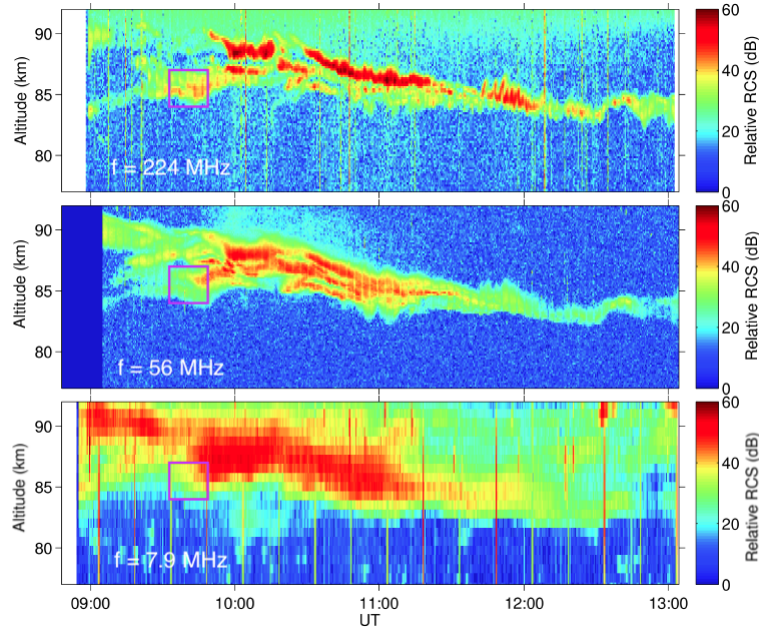 90
85
80
Altitude (km)
f = 224 MHz
60
40
20
0
Relative RCS (dB)
90
85
80
Altitude (km)
f = 56 MHz
60
40
20
0
Relative RCS (dB)
90
85
80
Altitude (km)
f = 7.9 MHz
60
40
20
0
Relative RCS (dB)
09:00 10:00 11:00 12:00 13:00
UT